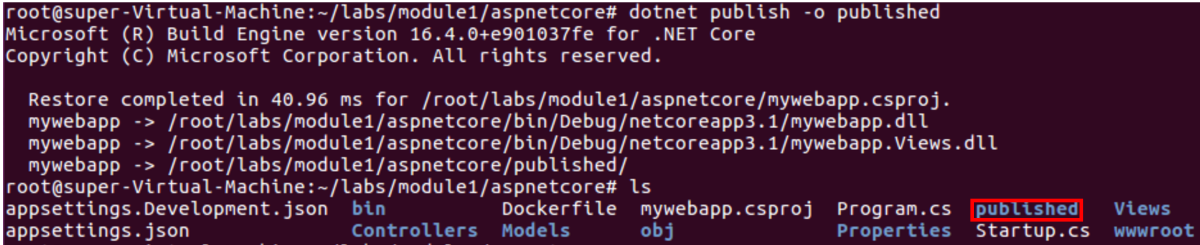 root@super-Virtual-Machine:~/labs/module1/aspnetcore# dotnet publish -o published
Microsoft (R) Build Engine version 16.4.0+e901037fe for .NET Core
Copyright (C) Microsoft Corporation. All rights reserved.
Restore completed in 40.96 ms for /root/labs/module1/aspnetcore/mywebapp.csproj.
mywebapp -> /root/labs/module1/aspnetcore/bin/Debug/netcoreapp3.1/mywebapp.dll
mywebapp -> /root/labs/module1/aspnetcore/bin/Debug/netcoreapp3.1/mywebapp.Views.dll
mywebapp -> /root/labs/module1/aspnetcore/published/
root@super-Virtual-Machine:~/labs/module1/aspnetcore# ls
appsettings.Development.json bin Dockerfile mywebapp.csproj Program.cs published Views
appsettings.json Controllers Models obj Properties Startup.cs wwwroot